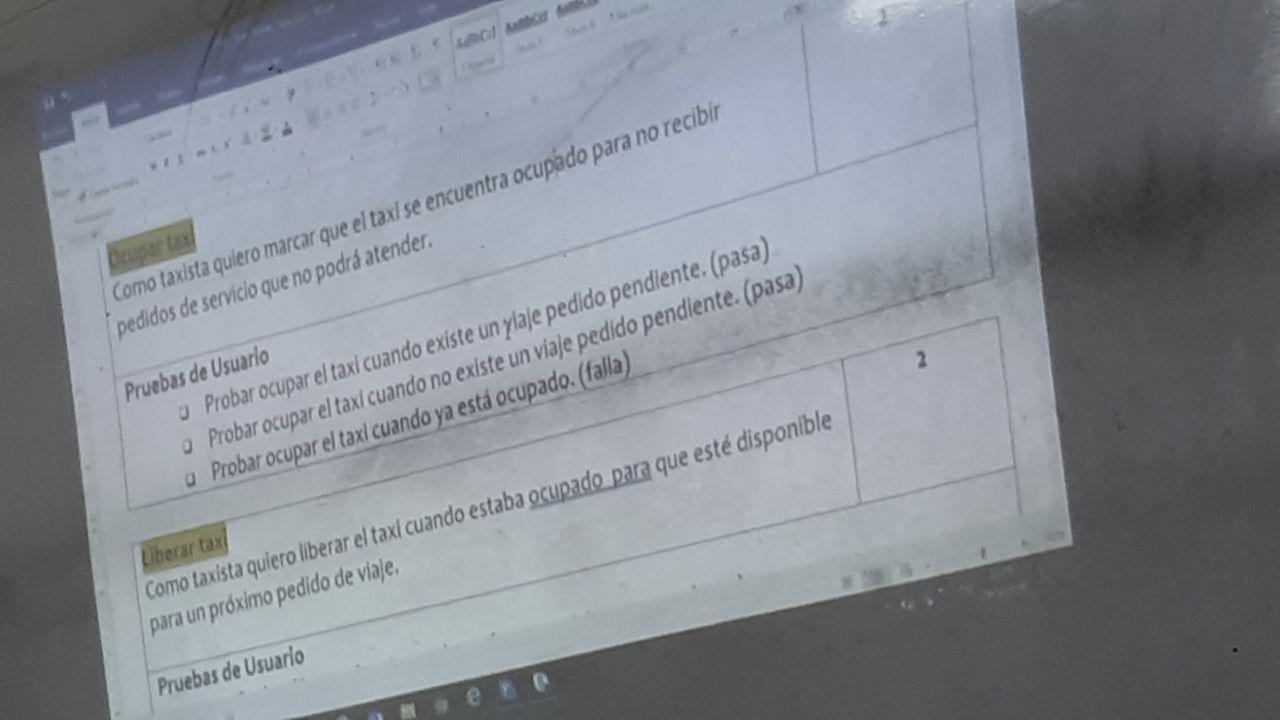 AaBbCcI
Ocupar taxi
Como taxista quiero marcar que el taxi se encuentra ocupado para no recibir
pedidos de servicio que no podrá atender.
Pruebas de Usuario
Probar ocupar el taxi cuando existe un viaje pedido pendiente. (pasa)
Probar ocupar el taxi cuando no existe un viaje pedido pendiente. (pasa)
Probar ocupar el taxi cuando ya está ocupado. (falla)
Liberar taxi
2
Como taxista quiero liberar el taxi cuando estaba ocupado para que esté disponible
para un próximo pedido de viaje.
Pruebas de Usuario